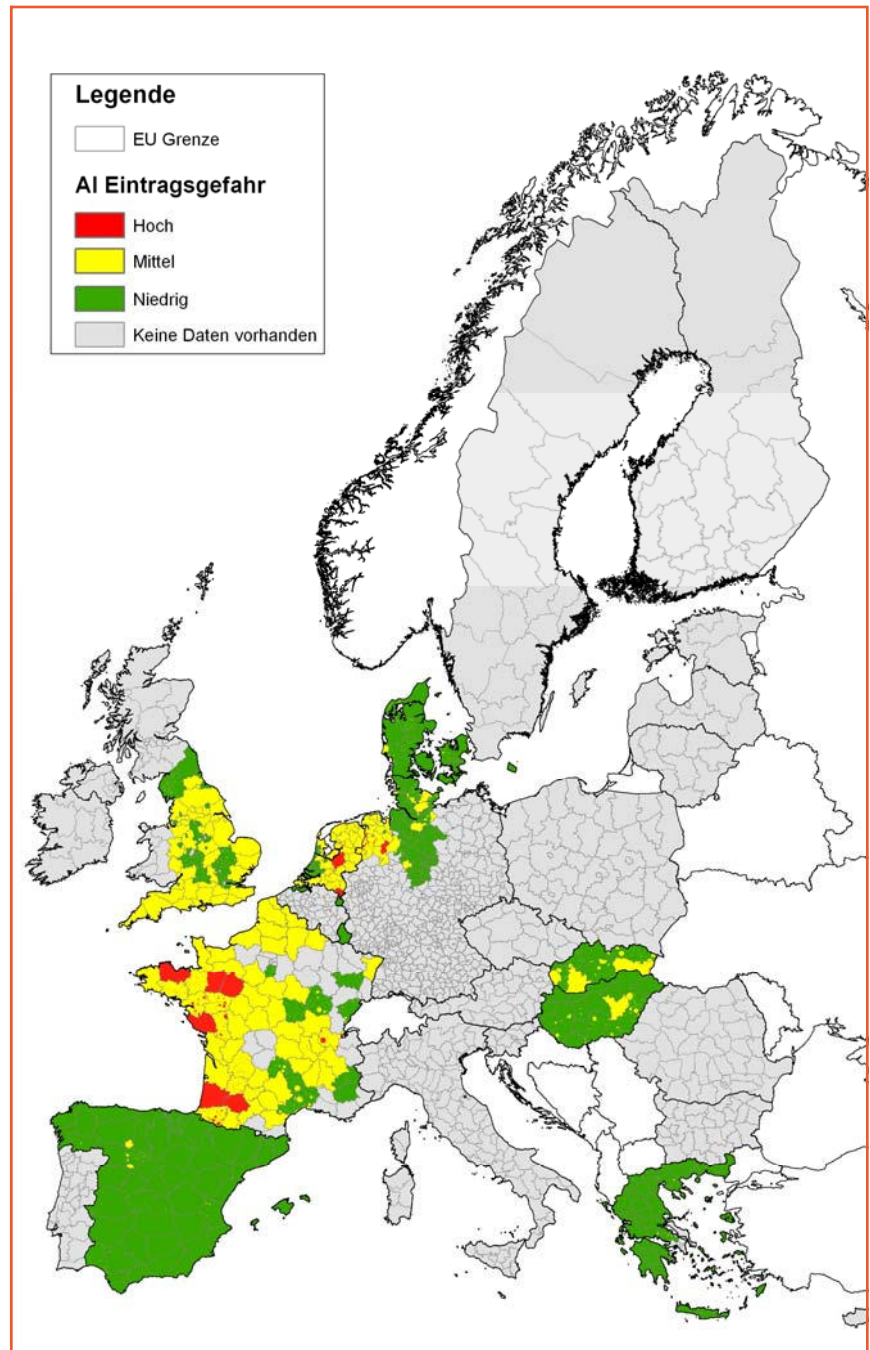 Legende
EU Grenze
AI Eintragsgefahr
Hoch
Mittel
Niedrig
Keine Daten vorhanden